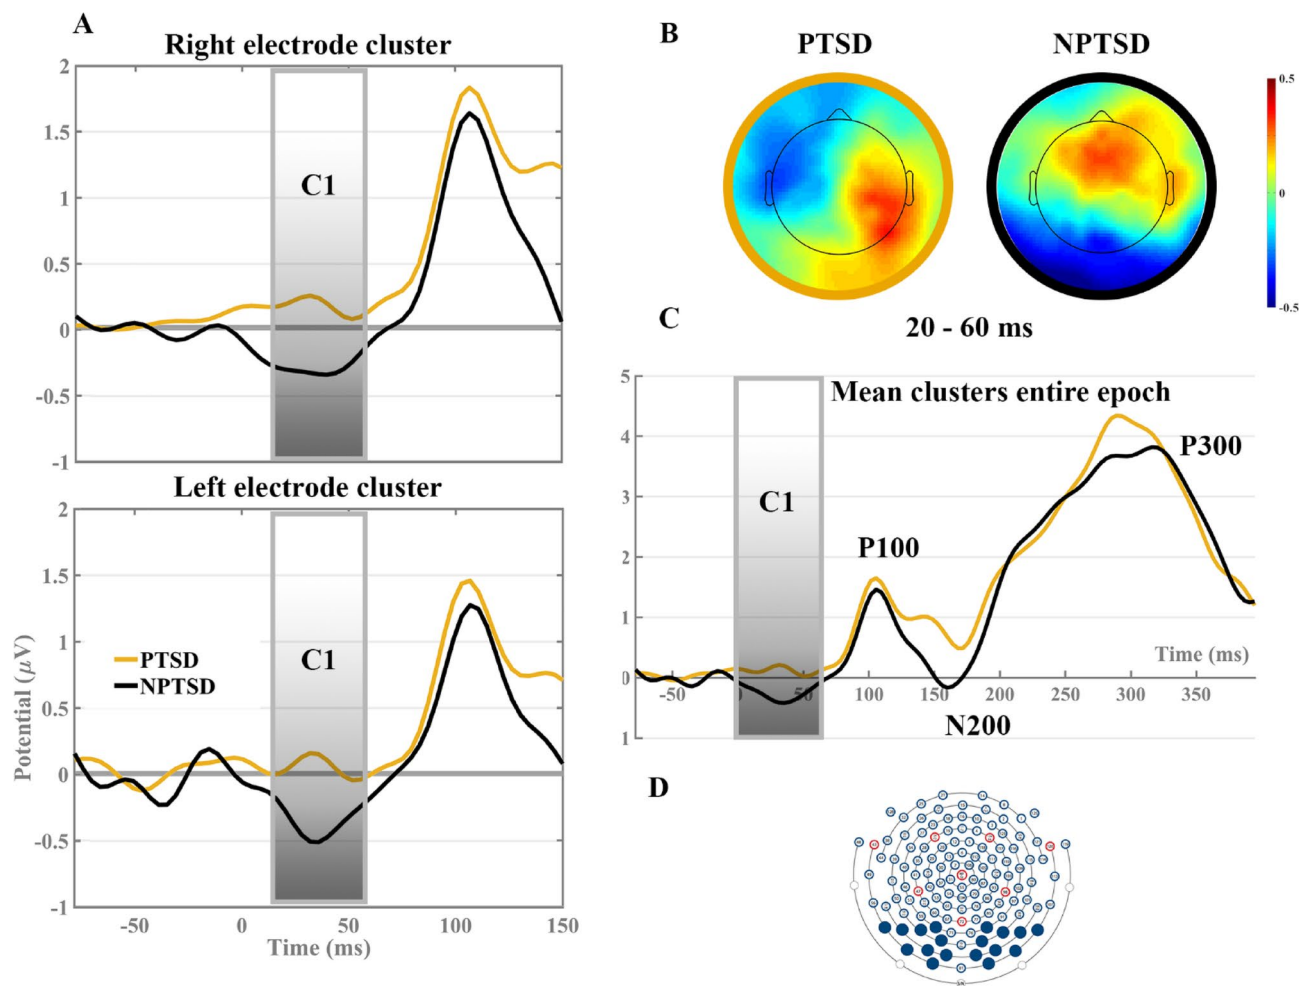 A
Right electrode cluster
2
1.5
1
0.5
0
-0.5
-1
C1
Left electrode cluster
2
1.5
1
0.5
0
-0.5
-1
C1
PTSD
NPTSD
Potential (μV)
-50
0
50
100
150
Time (ms)
B
PTSD
NPTSD
0.5
0
-0.5
20 - 60 ms
C
Mean clusters entire epoch
5
4
3
2
1
0
1
C1
P100
N200
P300
Time (ms)
-50
50
100
150
200
250
300
350
D